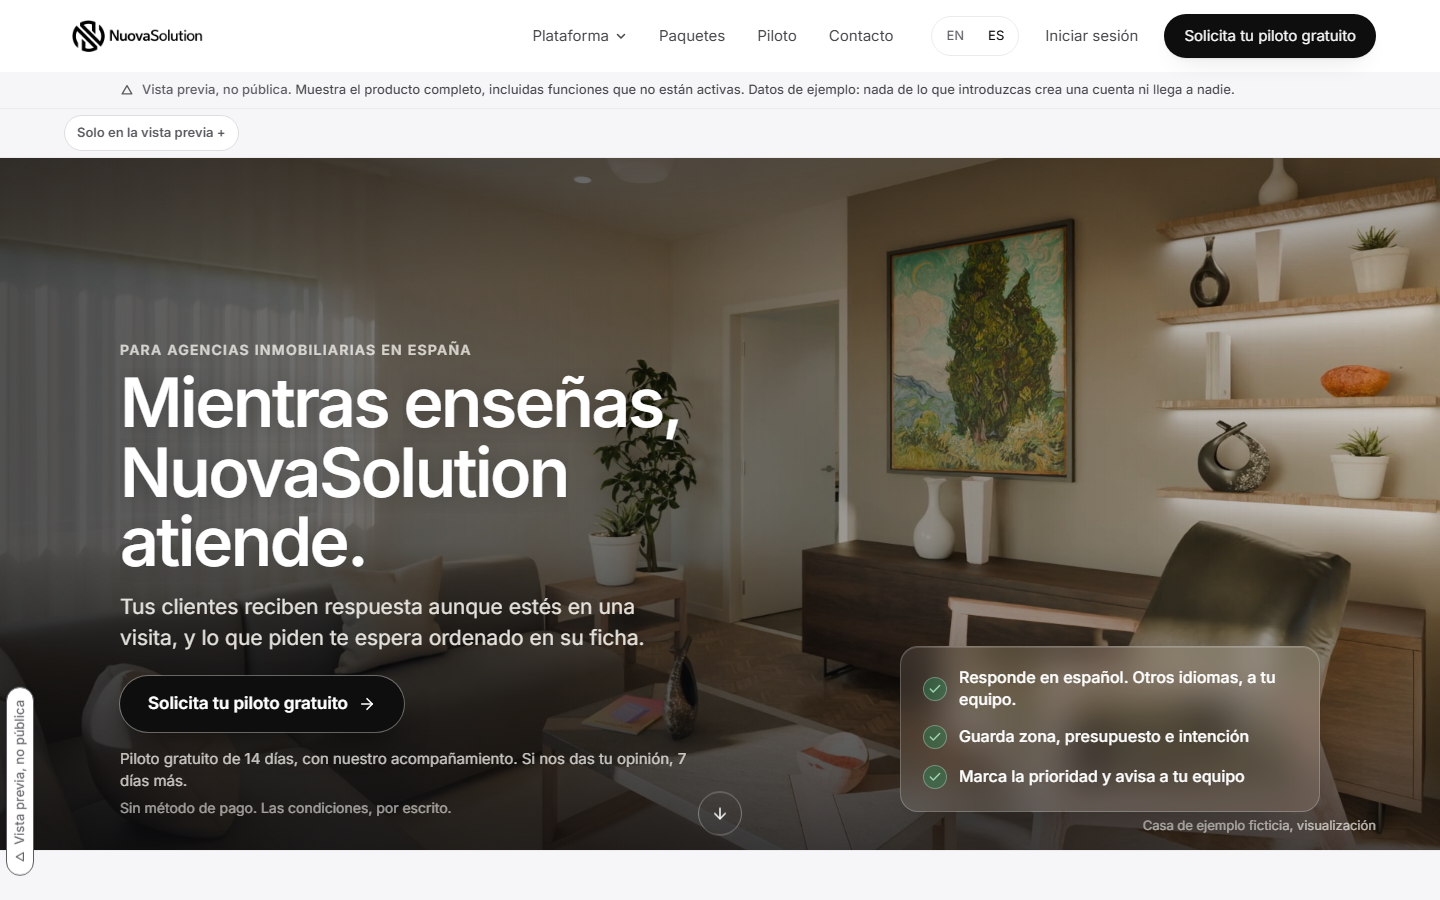 NuovaSolution
Plataforma
Paquetes
Piloto
Contacto
EN
ES
Iniciar sesión
Solicita tu piloto gratuito
Vista previa, no pública. Muestra el producto completo, incluidas funciones que no están activas. Datos de ejemplo: nada de lo que introduzcas crea una cuenta ni llega a nadie.
Solo en la vista previa +
PARA AGENCIAS INMOBILIARIAS EN ESPAÑA
Mientras enseñas,
NuovaSolution
atiende.
Tus clientes reciben respuesta aunque estés en una
visita, y lo que piden te espera ordenado en su ficha.
Solicita tu piloto gratuito
Piloto gratuito de 14 días, con nuestro acompañamiento. Si nos das tu opinión, 7
días más.
Sin método de pago. Las condiciones, por escrito.
Responde en español. Otros idiomas, a tu
equipo.
Guarda zona, presupuesto e intención
Marca la prioridad y avisa a tu equipo
Casa de ejemplo ficticia, visualización
Vista previa, no pública